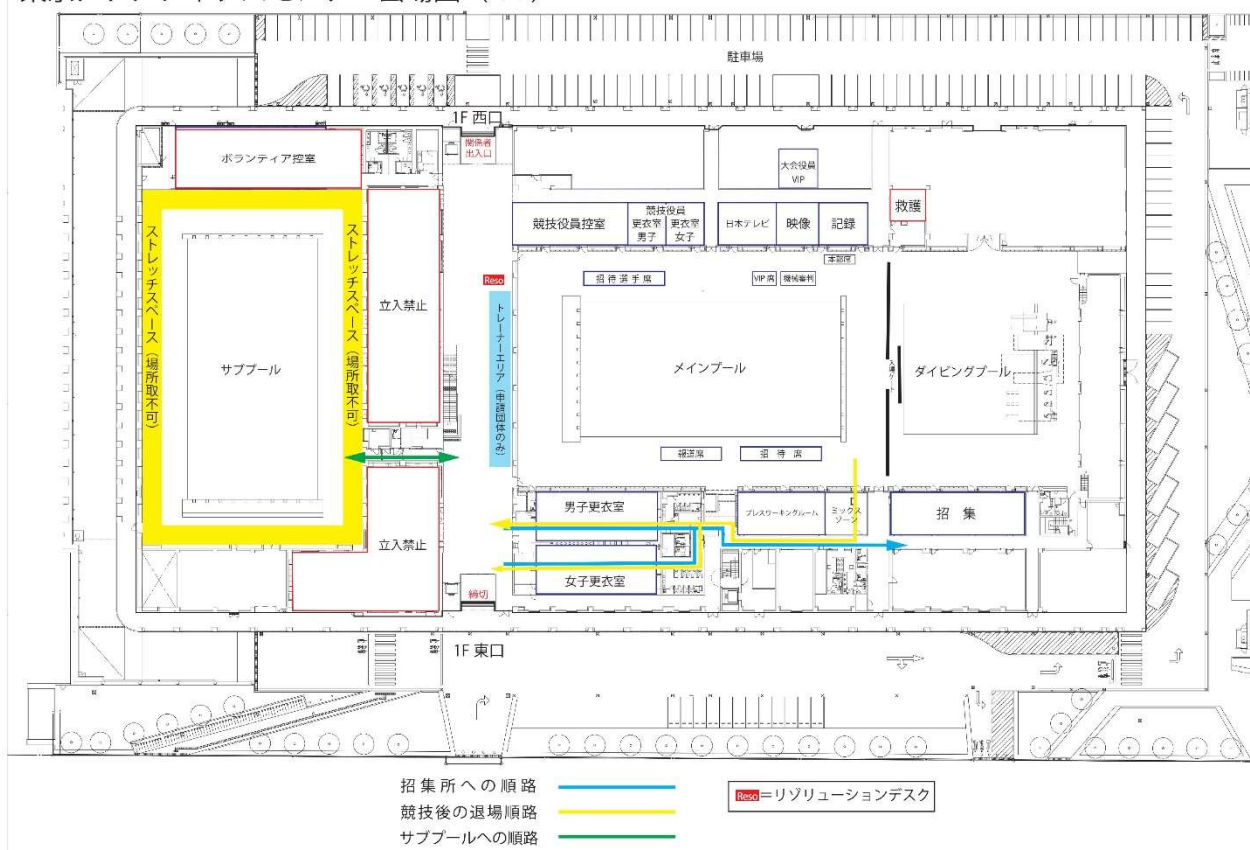 駐車場
1F 西口
関係者
出入口
ボランティア控室
大会役員
VIP
救護
競技役員控室
競技役員
更衣室
男子
更衣室
女子
日本テレビ
映像
記録
本部席
招待選手席
VIP 席
機械審判
Reso
ストレッチスペース（場所取不可）
ストレッチスペース（場所取不可）
立入禁止
サブプール
トレーナーエリア（申請団体のみ）
メインプール
ダイビングプール
報道席
招待席
男子更衣室
プレスワーキングルーム
ミックス
ゾーン
招集
立入禁止
女子更衣室
締切
1F 東口
招集所への順路
競技後の退場順路
サブプールへの順路
Reso=リゾリューションデスク